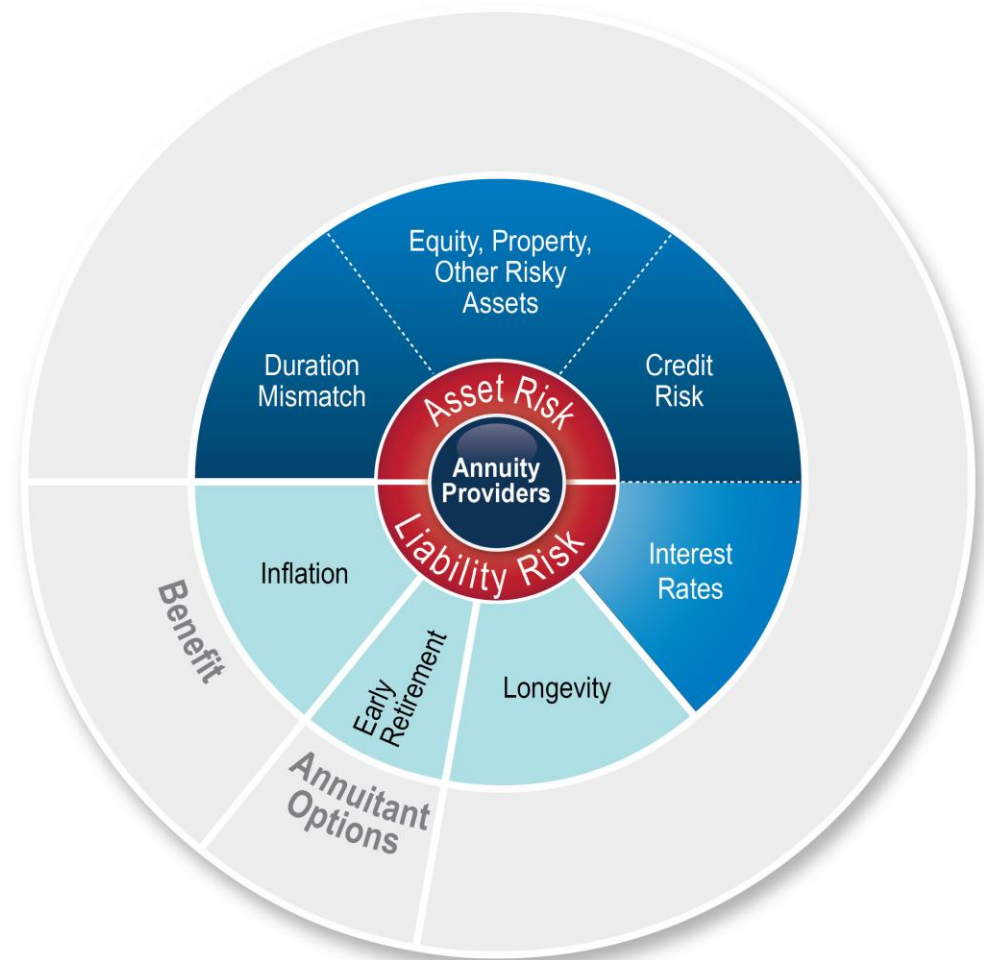 Equity, Property,
Other Risky
Assets
Duration
Mismatch
Credit
Risk
Asset Risk
Annuity
Providers
Liability Risk
Inflation
Interest
Rates
Early
Retirement
Longevity
Benefit
Annuitant
Options